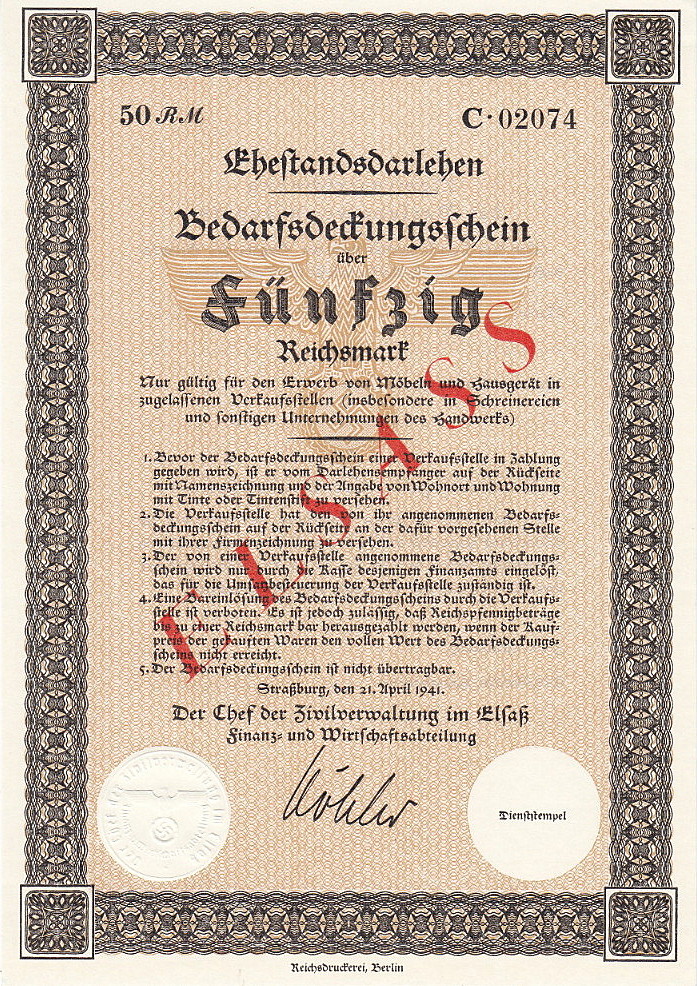 50 RM
C·02074
Ehestandsdarlehen
Bedarfsdeckungsschein
über
Fünfzig
Reichsmark
Nur gültig für den Erwerb von Möbeln und Hausgerät in
zugelassenen Verkaufsstellen (insbesondere in Schreinereien
und sonstigen Unternehmungen des Handwerks)
1. Bevor der Bedarfsdeckungsschein einer Verkaufsstelle in Zahlung
gegeben wird, ist er vom Darlehensempfänger auf der Rückseite
mit Namenszeichnung und der Angabe von Wohnort und Wohnung
mit Tinte oder Tintenstift zu versehen.
2. Die Verkaufsstelle hat den von ihr angenommenen Bedarfs-
deckungsschein auf der Rückseite an der dafür vorgesehenen Stelle
mit ihrer Firmenzeichnung zu versehen.
3. Der von einer Verkaufsstelle angenommene Bedarfsdeckungs-
schein wird nur durch die Kasse desjenigen Finanzamts eingelöst,
das für die Umsatzbesteuerung der Verkaufsstelle zuständig ist.
4. Eine Bareinlösung des Bedarfsdeckungsscheins durch die Verkaufs-
stelle ist verboten. Es ist jedoch zulässig, daß Reichspfennigbeträge
bis zu einer Reichsmark bar herausgezahlt werden, wenn der Kauf-
preis der gekauften Waren den vollen Wert des Bedarfsdeckungs-
scheins nicht erreicht.
5. Der Bedarfsdeckungsschein ist nicht übertragbar.
ELSASS
Straßburg, den 21. April 1941.
Der Chef der Zivilverwaltung im Elsaß
Finanz- und Wirtschaftsabteilung
Köhler
Dienststempel
Reichsdruckerei, Berlin